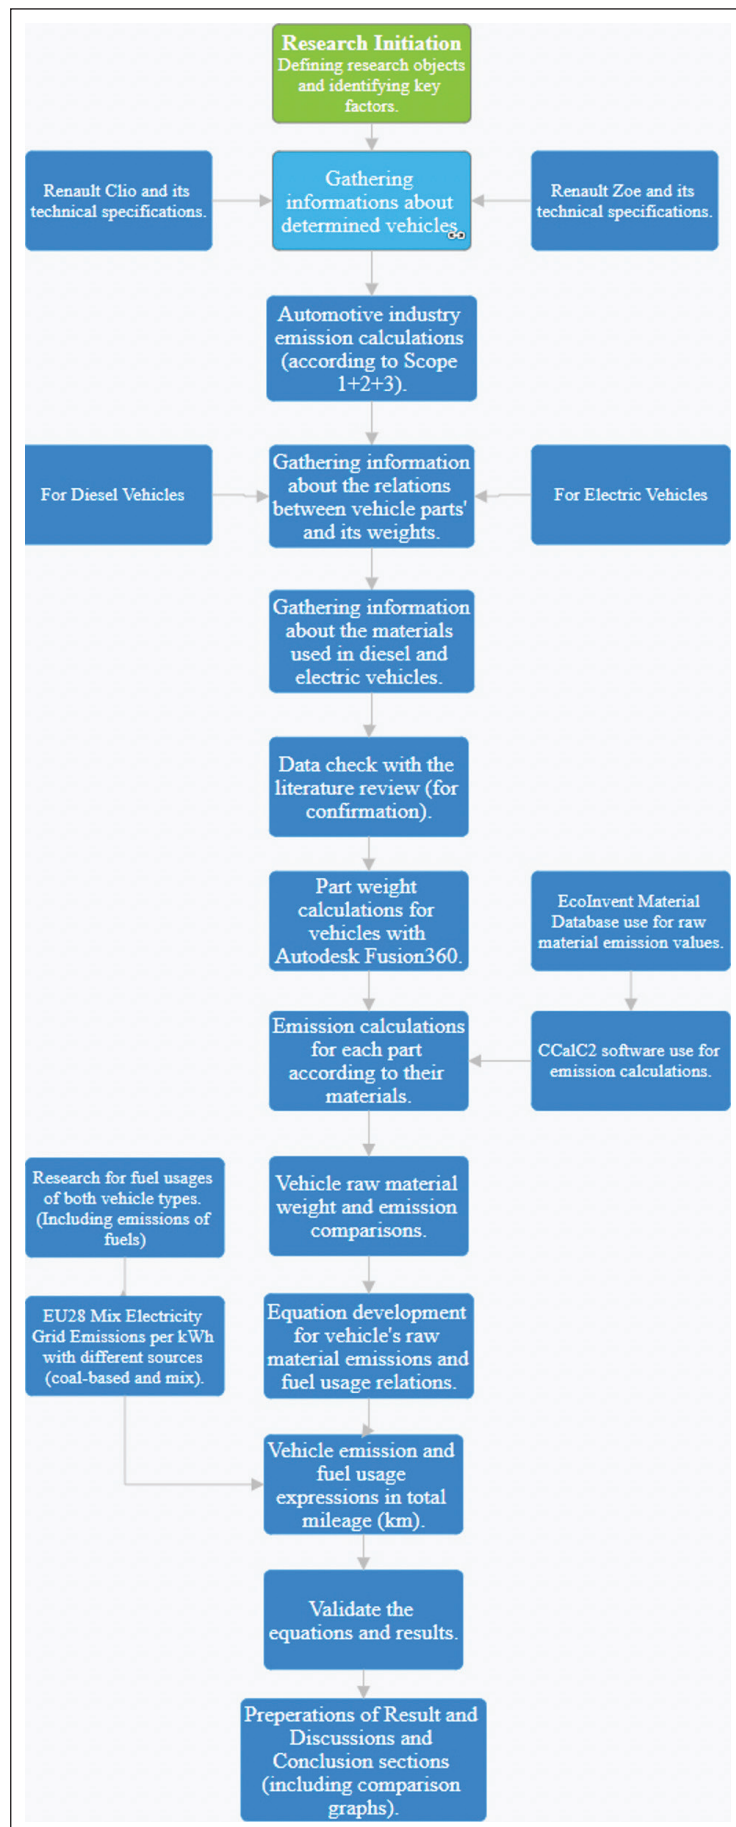 Research Initiation
Defining research objects
and identifying key
factors.
Renault Clio and its
technical specifications.
Gathering
informations about
determined vehicles.
Renault Zoe and its
technical specifications.
Automotive industry
emission calculations
(according to Scope
1+2+3).
For Diesel Vehicles
Gathering information
about the relations
between vehicle parts'
and its weights.
For Electric Vehicles
Gathering information
about the materials
used in diesel and
electric vehicles.
Data check with the
literature review (for
confirmation).
Part weight
calculations for
vehicles with
Autodesk Fusion360.
EcoInvent Material
Database use for raw
material emission values.
Emission calculations
for each part
according to their
materials.
CCalC2 software use for
emission calculations.
Research for fuel usages
of both vehicle types.
(Including emissions of
fuels)
Vehicle raw material
weight and emission
comparisons.
EU28 Mix Electricity
Grid Emissions per kWh
with different sources
(coal-based and mix).
Equation development
for vehicle's raw
material emissions and
fuel usage relations.
Vehicle emission and
fuel usage
expressions in total
mileage (km).
Validate the
equations and results.
Preperations of Result and
Discussions and
Conclusion sections
(including comparison
graphs).